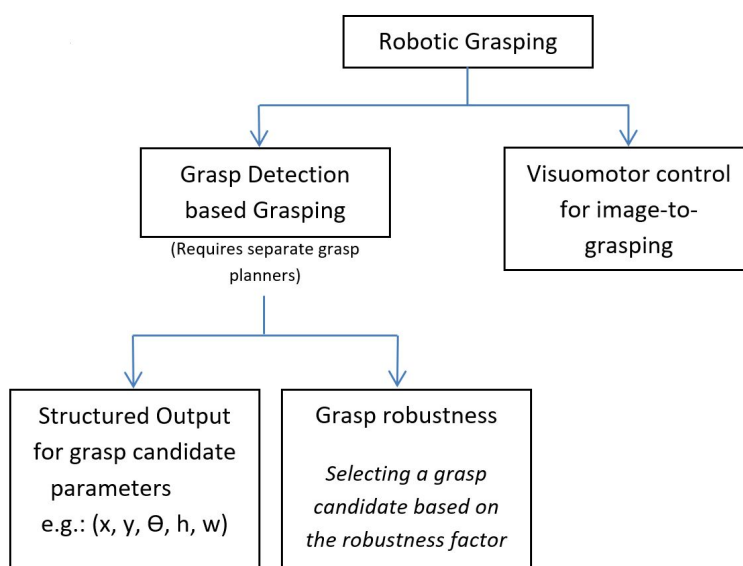 Robotic Grasping
Grasp Detection
based Grasping
(Requires separate grasp
planners)
Visuomotor control
for image-to-
grasping
Structured Output
for grasp candidate
parameters
e.g.: (x, y, Ɵ, h, w)
Grasp robustness
Selecting a grasp
candidate based on
the robustness factor